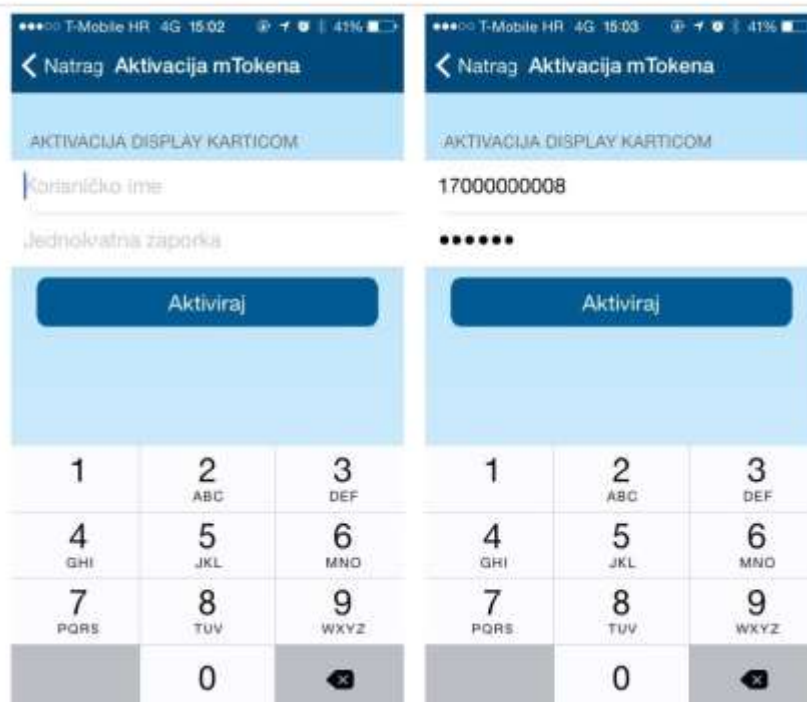 T-Mobile HR 4G 15:02 41%
Natrag Aktivacija mTokena
AKTIVACIJA DISPLAY KARTICOM
Korisničko ime
Jednokratna zaporka
Aktiviraj
1 2 3
ABC DEF
4 5 6
GHI JKL MNO
7 8 9
PQRS TUV WXYZ
0
T-Mobile HR 4G 15:03 41%
Natrag Aktivacija mTokena
AKTIVACIJA DISPLAY KARTICOM
17000000008
••••••
Aktiviraj
1 2 3
ABC DEF
4 5 6
GHI JKL MNO
7 8 9
PQRS TUV WXYZ
0